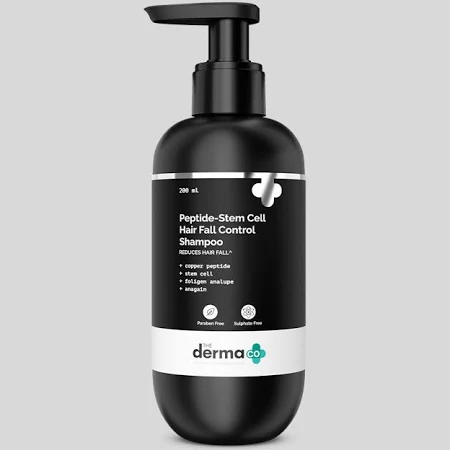 200 ml
Peptide-Stem Cell
Hair Fall Control
Shampoo
REDUCES HAIR FALL^
+ copper peptide
+ stem cell
+ foligen analupe
+ anagain
Paraben Free Sulphate Free
THE
derma co